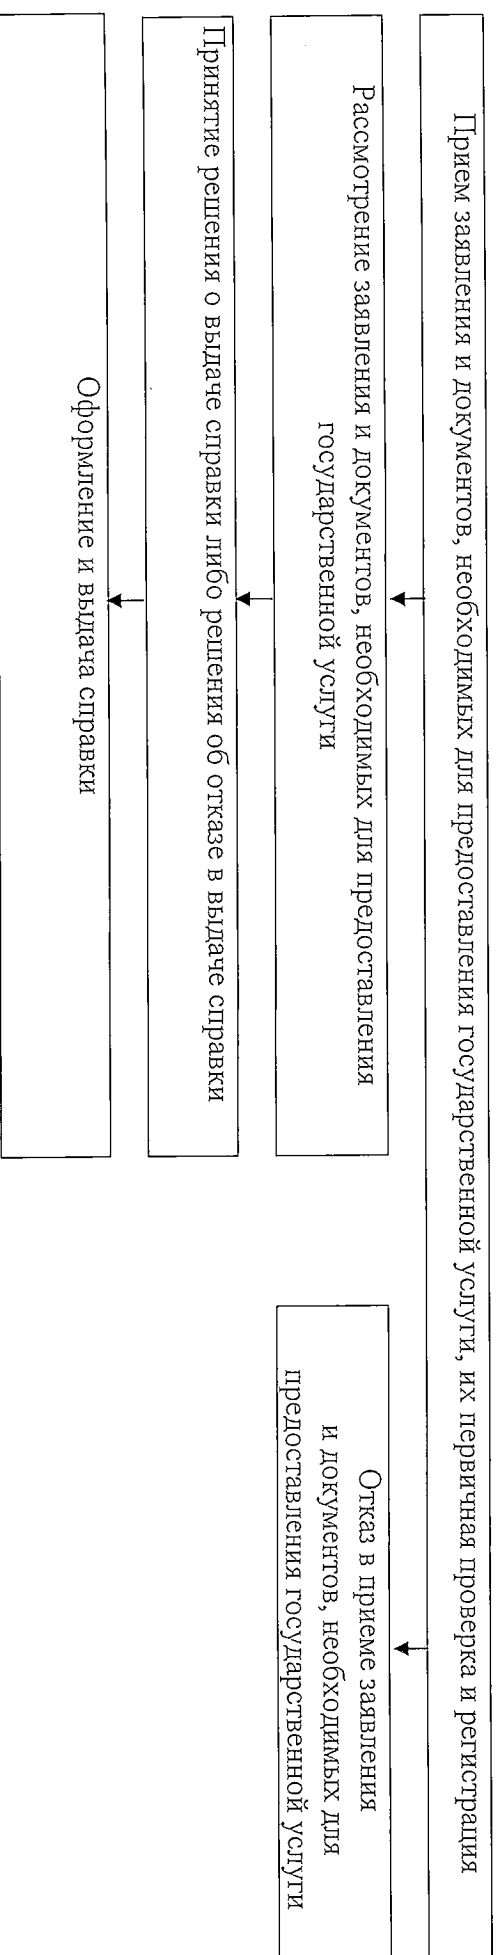 Прием заявления и документов, необходимых для предоставления государственной услуги, их первичная проверка и регистрация
Рассмотрение заявления и документов, необходимых для предоставления
государственной услуги
Отказ в приеме заявления
и документов, необходимых для
предоставления государственной услуги
Принятие решения о выдаче справки либо решения об отказе в выдаче справки
Оформление и выдача справки